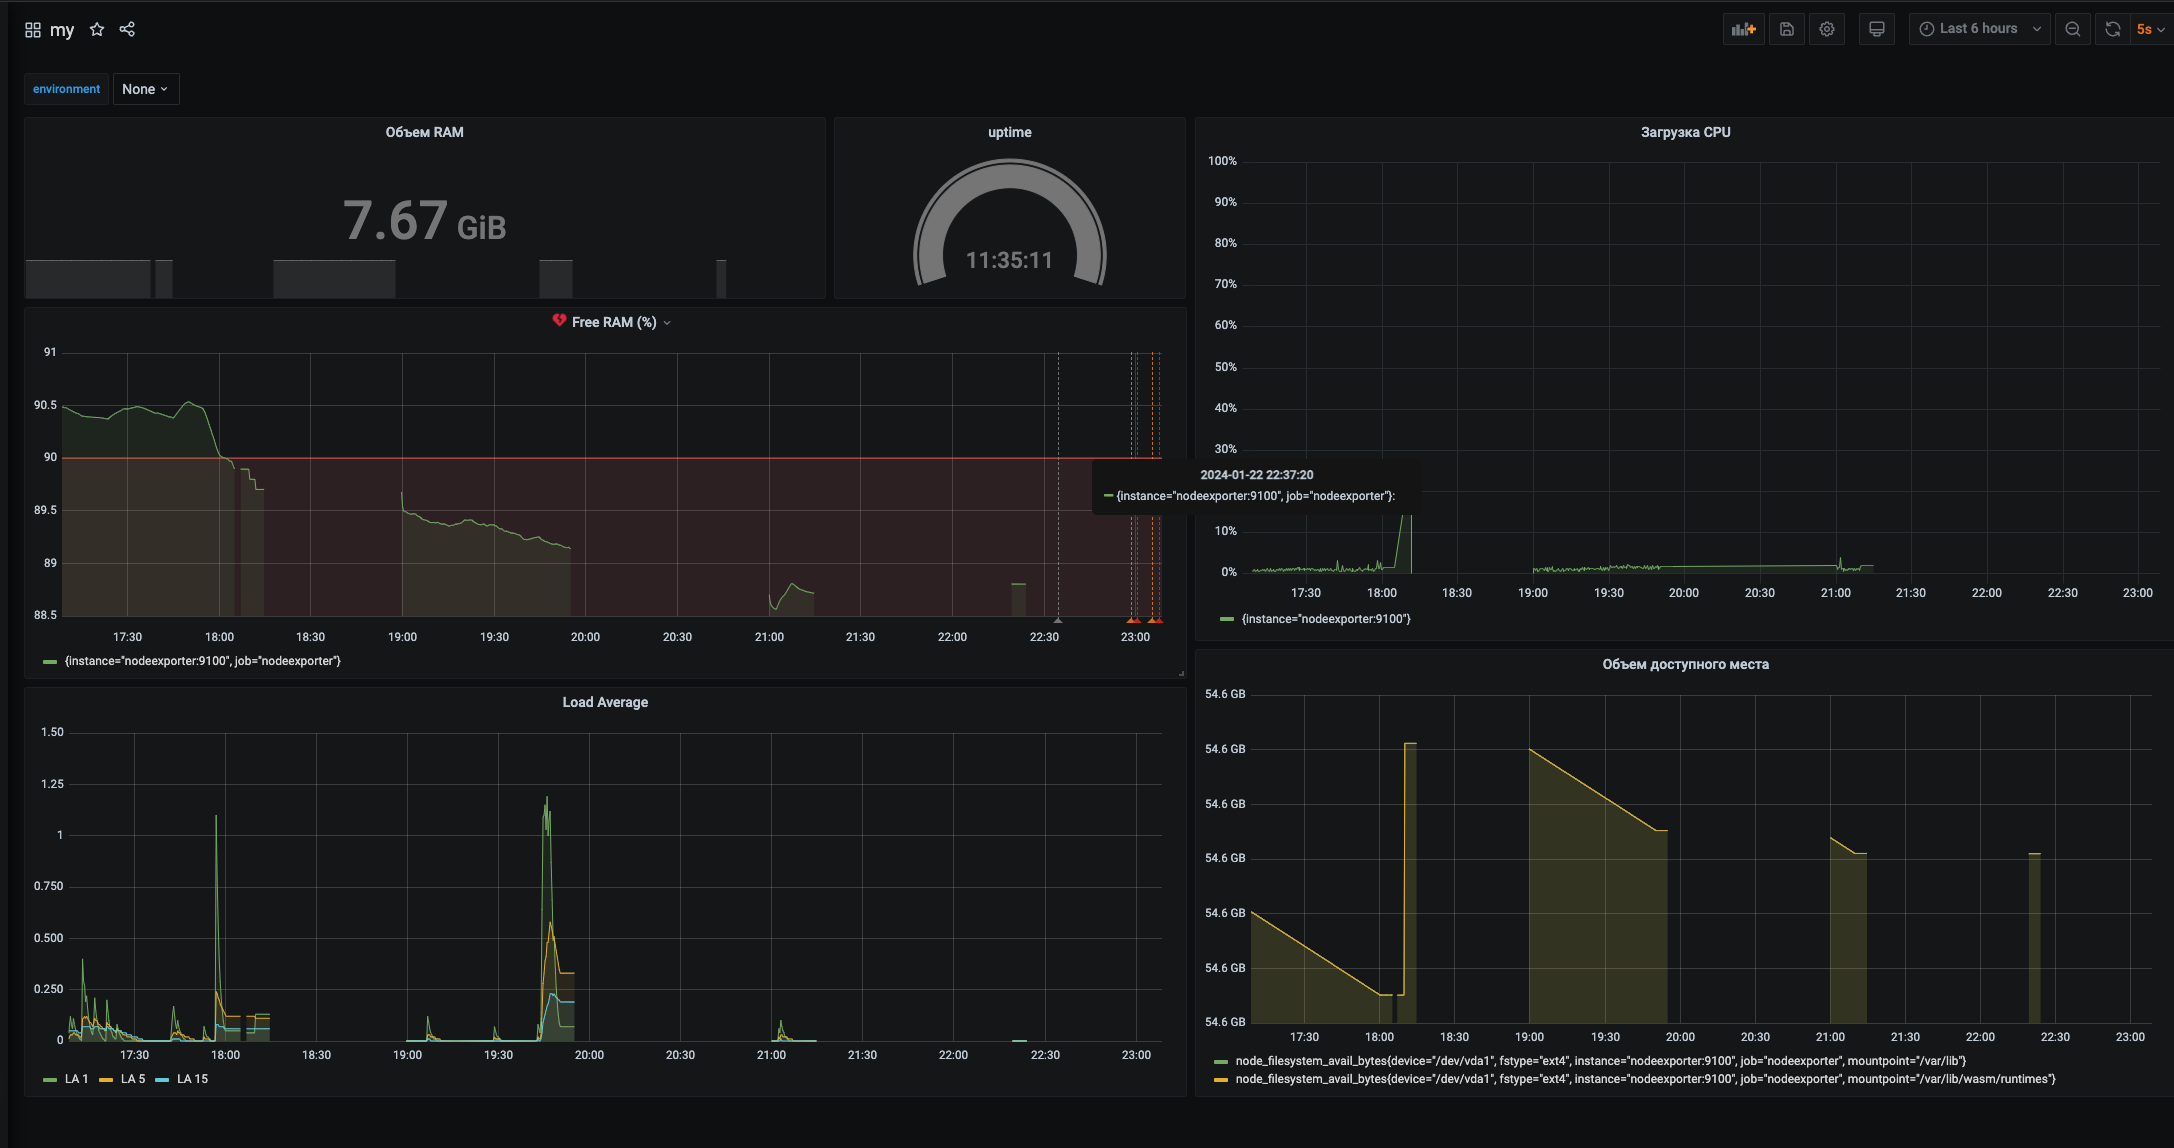 my
Last 6 hours
5s
environment
None
Объем RAM
7.67 GiB
uptime
11:35:11
Загрузка CPU
100%
90%
80%
70%
60%
50%
40%
30%
10%
0%
17:30 18:00 18:30 19:00 19:30 20:00 20:30 21:00 21:30 22:00 22:30 23:00
{instance="nodeexporter:9100"}
Free RAM (%)
91
90.5
90
89.5
89
88.5
17:30 18:00 18:30 19:00 19:30 20:00 20:30 21:00 21:30 22:00 22:30 23:00
{instance="nodeexporter:9100", job="nodeexporter"}
2024-01-22 22:37:20
{instance="nodeexporter:9100", job="nodeexporter"}:
Load Average
1.50
1.25
1
0.750
0.500
0.250
0
17:30 18:00 18:30 19:00 19:30 20:00 20:30 21:00 21:30 22:00 22:30 23:00
LA 1 LA 5 LA 15
Объем доступного места
54.6 GB
54.6 GB
54.6 GB
54.6 GB
54.6 GB
54.6 GB
54.6 GB
17:30 18:00 18:30 19:00 19:30 20:00 20:30 21:00 21:30 22:00 22:30 23:00
node_filesystem_avail_bytes{device="/dev/vda1", fstype="ext4", instance="nodeexporter:9100", job="nodeexporter", mountpoint="/var/lib"}
node_filesystem_avail_bytes{device="/dev/vda1", fstype="ext4", instance="nodeexporter:9100", job="nodeexporter", mountpoint="/var/lib/wasm/runtimes"}